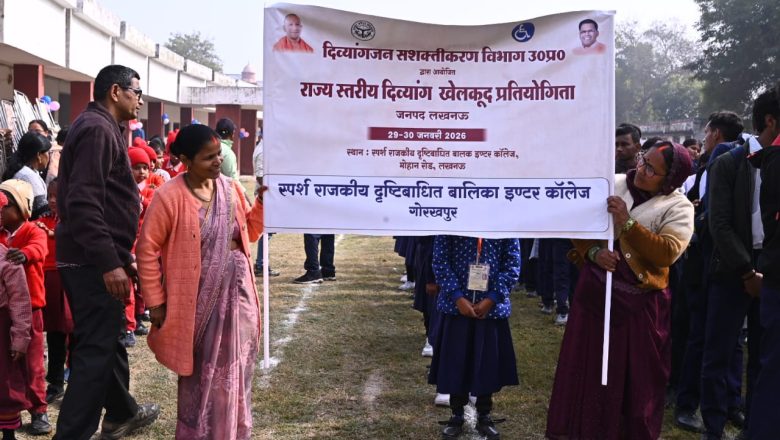 दिव्यांगजन सशक्तीकरण विभाग उ0प्र0
द्वारा आयोजित
राज्य स्तरीय दिव्यांग खेलकूद प्रतियोगिता
जनपद लखनऊ
29-30 जनवरी 2026
स्थान : स्पर्श राजकीय दृष्टिबाधित बालक इण्टर कॉलेज,
मोहान रोड, लखनऊ
स्पर्श राजकीय दृष्टिबाधित बालिका इण्टर कॉलेज
गोरखपुर